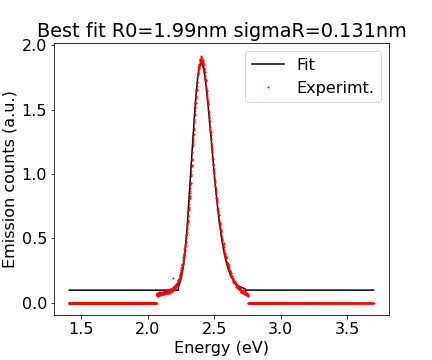 Best fit R0=1.99nm sigmaR=0.131nm
2.0
1.5
1.0
0.5
0.0
Emission counts (a.u.)
Fit
Experimt.
1.5 2.0 2.5 3.0 3.5
Energy (eV)